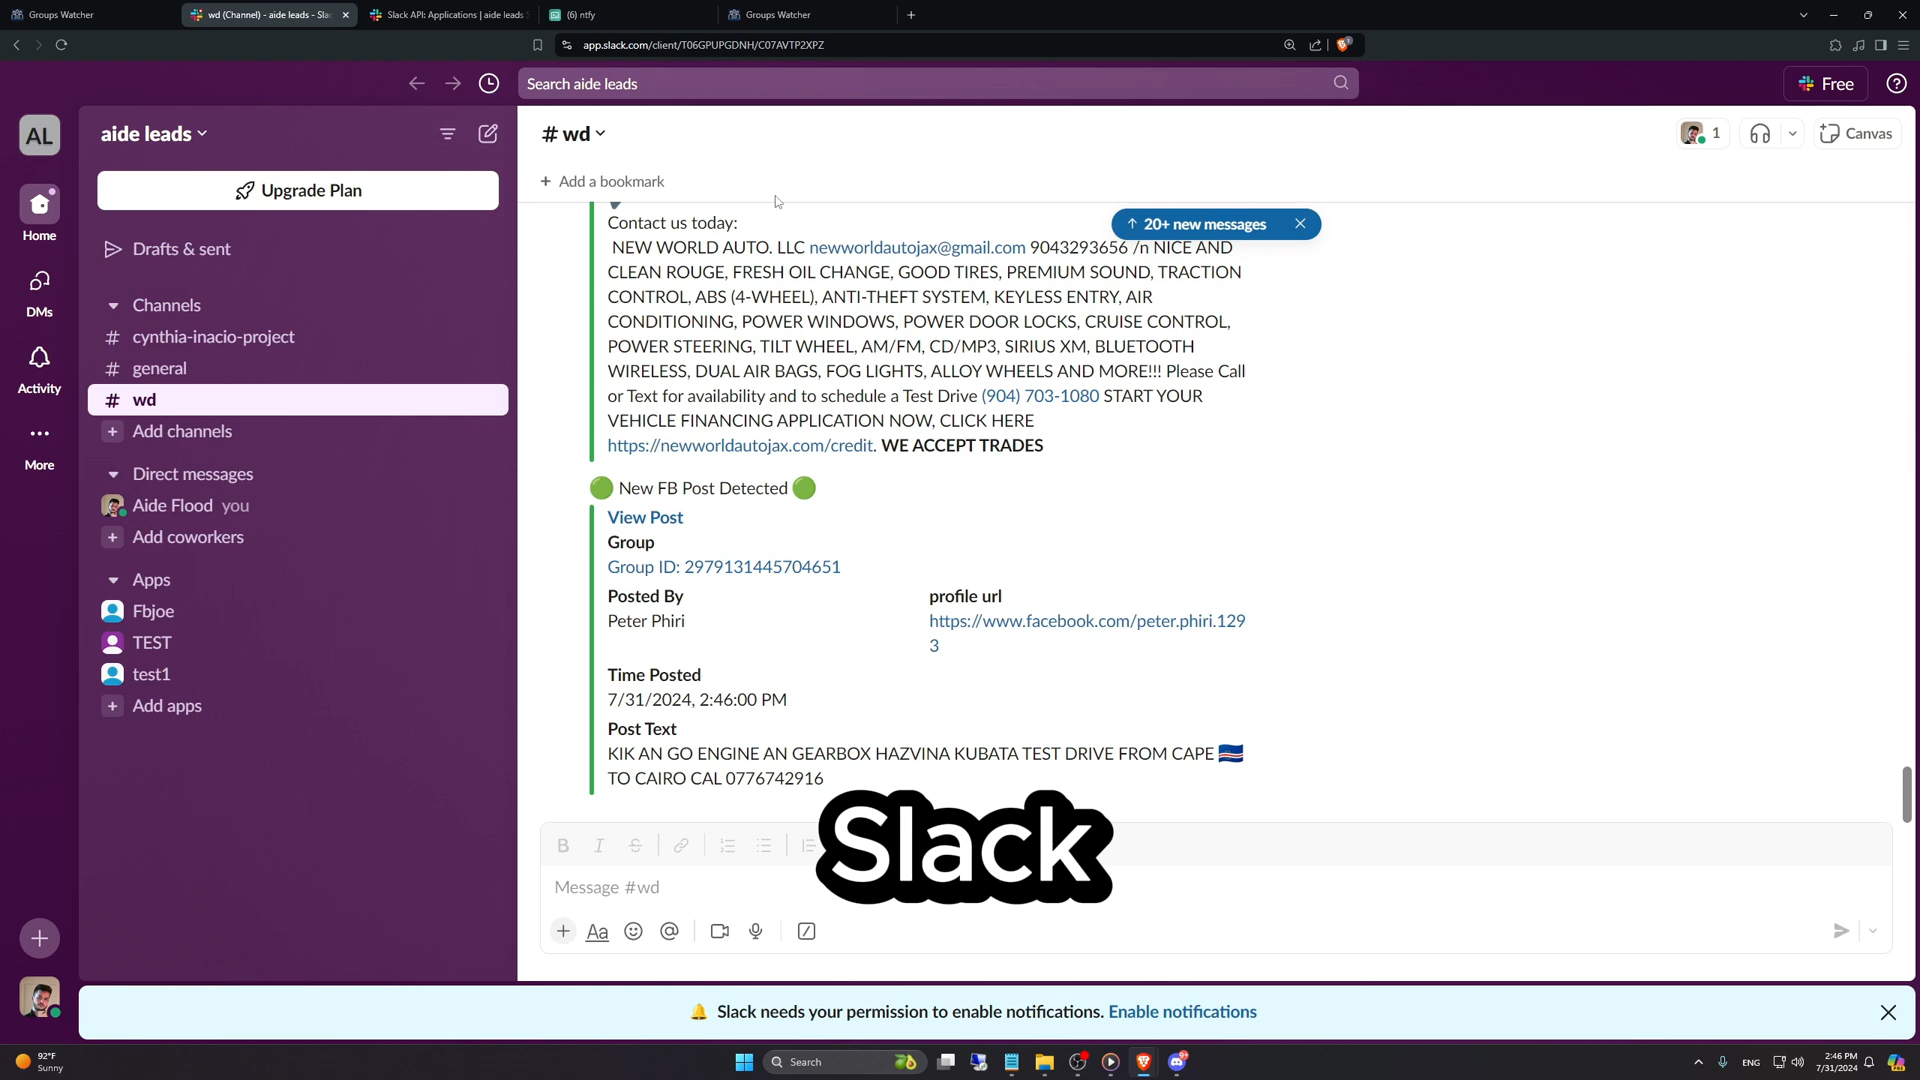 Groups Watcher
wd (Channel) - aide leads - Sla
Slack API: Applications | aide leads S
(6) ntfy
Groups Watcher
app.slack.com/client/T06GPUPGDNH/C07AVTP2XPZ
Search aide leads
Free
AL
Home
DMs
Activity
More
aide leads
Upgrade Plan
Drafts & sent
Channels
# cynthia-inacio-project
# general
# wd
+ Add channels
Direct messages
Aide Flood you
+ Add coworkers
Apps
Fbjoe
TEST
test1
+ Add apps
# wd
1
Canvas
+ Add a bookmark
↑ 20+ new messages
Contact us today:
NEW WORLD AUTO. LLC newworldautojax@gmail.com 9043293656 /n NICE AND
CLEAN ROUGE, FRESH OIL CHANGE, GOOD TIRES, PREMIUM SOUND, TRACTION
CONTROL, ABS (4-WHEEL), ANTI-THEFT SYSTEM, KEYLESS ENTRY, AIR
CONDITIONING, POWER WINDOWS, POWER DOOR LOCKS, CRUISE CONTROL,
POWER STEERING, TILT WHEEL, AM/FM, CD/MP3, SIRIUS XM, BLUETOOTH
WIRELESS, DUAL AIR BAGS, FOG LIGHTS, ALLOY WHEELS AND MORE!!! Please Call
or Text for availability and to schedule a Test Drive (904) 703-1080 START YOUR
VEHICLE FINANCING APPLICATION NOW, CLICK HERE
https://newworldautojax.com/credit. WE ACCEPT TRADES
New FB Post Detected
View Post
Group
Group ID: 2979131445704651
Posted By
Peter Phiri
profile url
https://www.facebook.com/peter.phiri.129
3
Time Posted
7/31/2024, 2:46:00 PM
Post Text
KIK AN GO ENGINE AN GEARBOX HAZVINA KUBATA TEST DRIVE FROM CAPE 🇨🇻
TO CAIRO CAL 0776742916
Slack
Message #wd
Aa
Slack needs your permission to enable notifications. Enable notifications
92°F
Sunny
Search
ENG
2:46 PM
7/31/2024